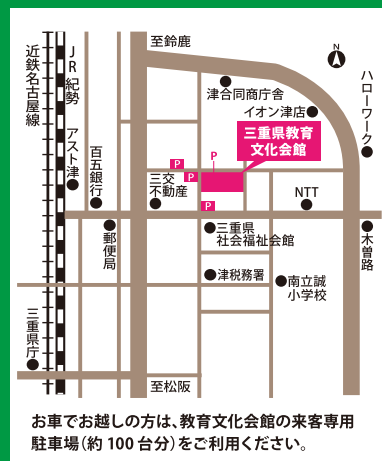 至鈴鹿
N
近鉄名古屋線
JR紀勢
津合同商庁舎
イオン津店
ハローワーク
三重県教育
文化会館
アスト津
百五銀行
P
P
P
P
三交
不動産
NTT
郵便局
三重県
社会福祉会館
木曽路
津税務署
南立誠
小学校
三重県庁
至松阪
お車でお越しの方は、教育文化会館の来客専用
駐車場（約100台分）をご利用ください。